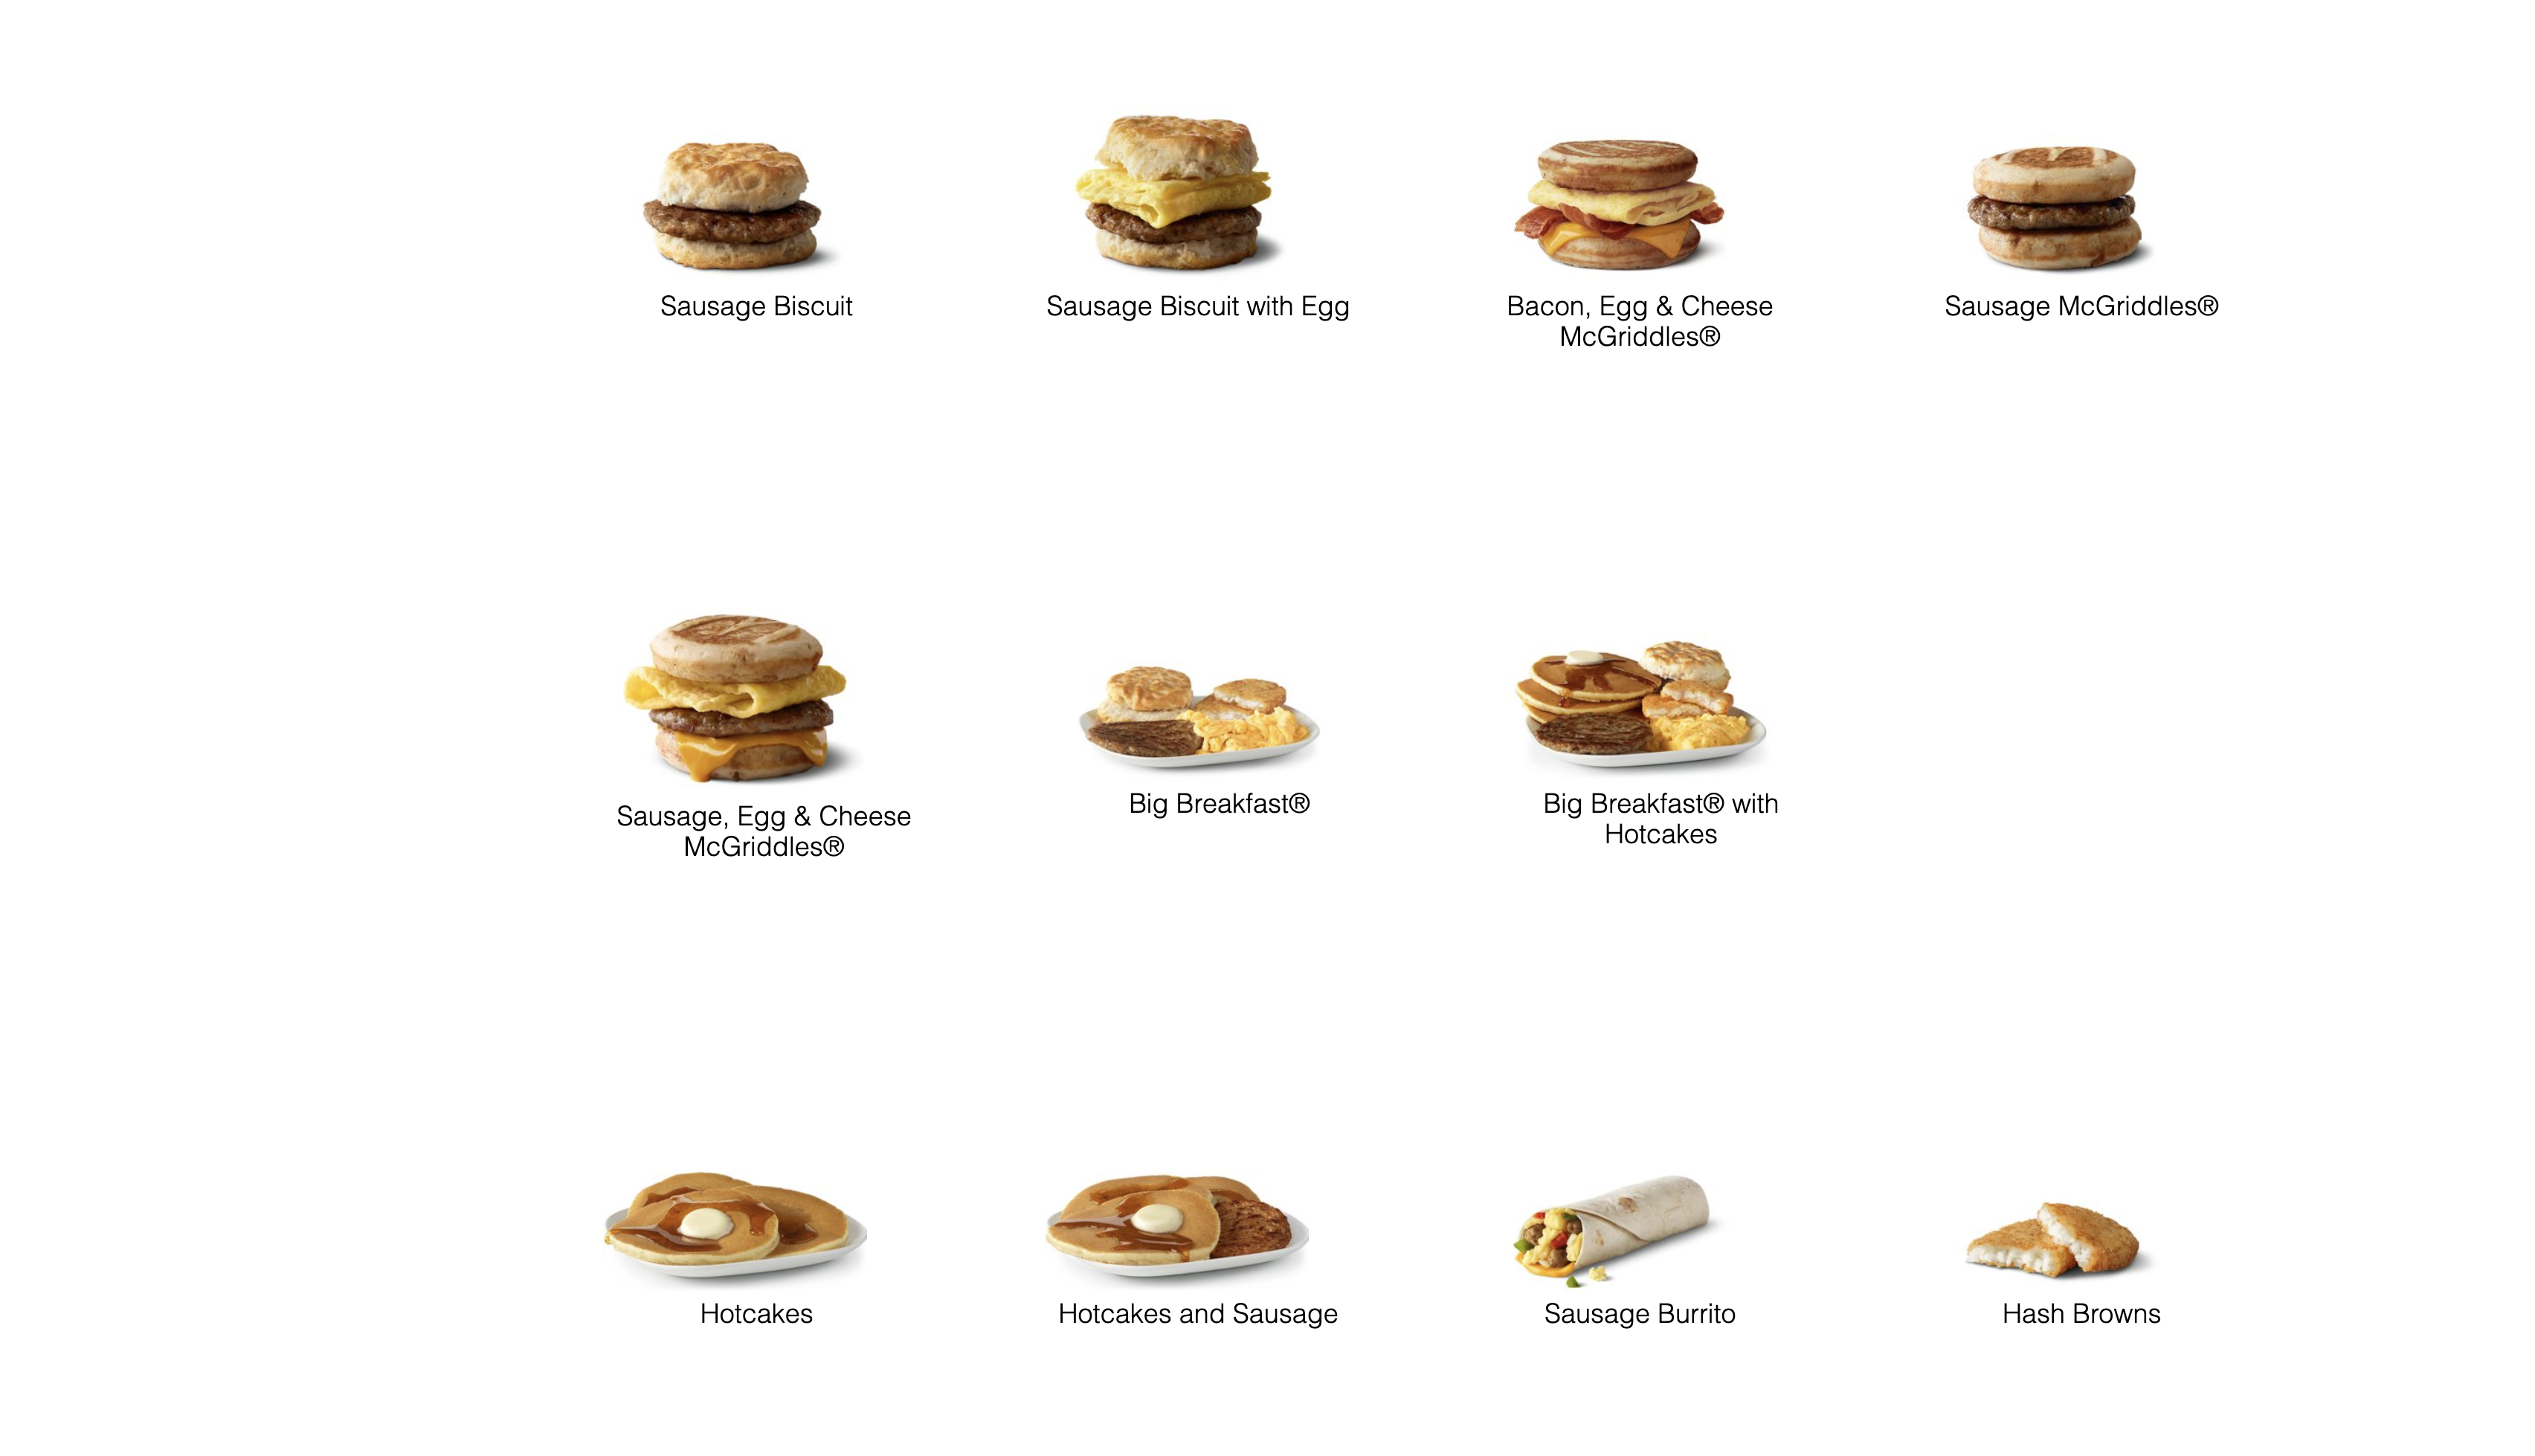 Sausage Biscuit
Sausage Biscuit with Egg
Bacon, Egg & Cheese
McGriddles®
Sausage McGriddles®
Sausage, Egg & Cheese
McGriddles®
Big Breakfast®
Big Breakfast® with
Hotcakes
Hotcakes
Hotcakes and Sausage
Sausage Burrito
Hash Browns